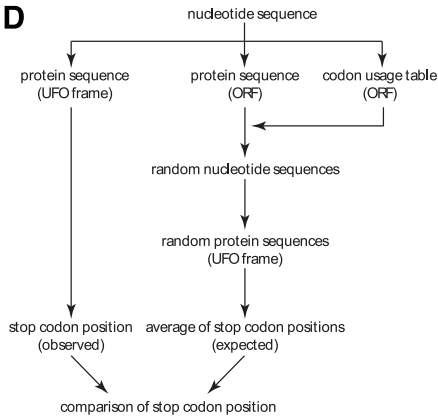 D
nucleotide sequence
protein sequence
(UFO frame)
protein sequence
(ORF)
codon usage table
(ORF)
random nucleotide sequences
random protein sequences
(UFO frame)
stop codon position
(observed)
average of stop codon positions
(expected)
comparison of stop codon position